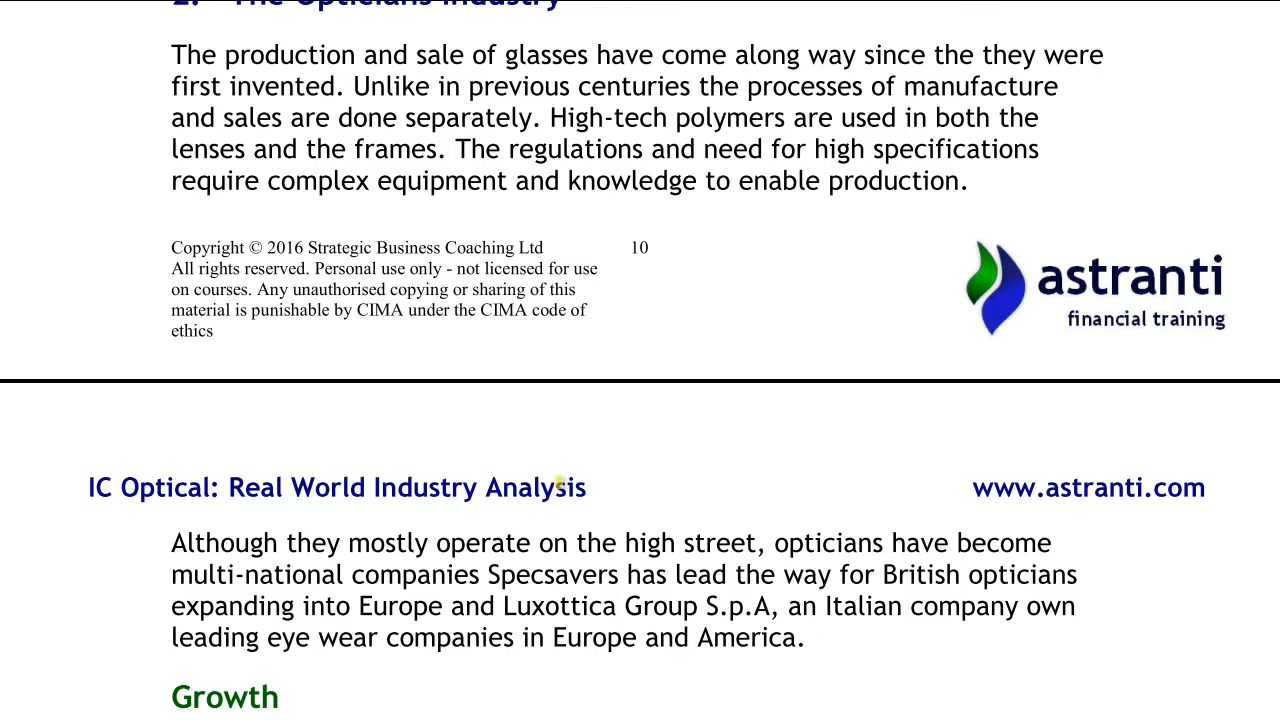 2. The Opticians Industry
The production and sale of glasses have come along way since the they were
first invented. Unlike in previous centuries the processes of manufacture
and sales are done separately. High-tech polymers are used in both the
lenses and the frames. The regulations and need for high specifications
require complex equipment and knowledge to enable production.
Copyright © 2016 Strategic Business Coaching Ltd 10
All rights reserved. Personal use only - not licensed for use
on courses. Any unauthorised copying or sharing of this
material is punishable by CIMA under the CIMA code of
ethics
astranti
financial training
IC Optical: Real World Industry Analysis www.astranti.com
Although they mostly operate on the high street, opticians have become
multi-national companies Specsavers has lead the way for British opticians
expanding into Europe and Luxottica Group S.p.A, an Italian company own
leading eye wear companies in Europe and America.
Growth